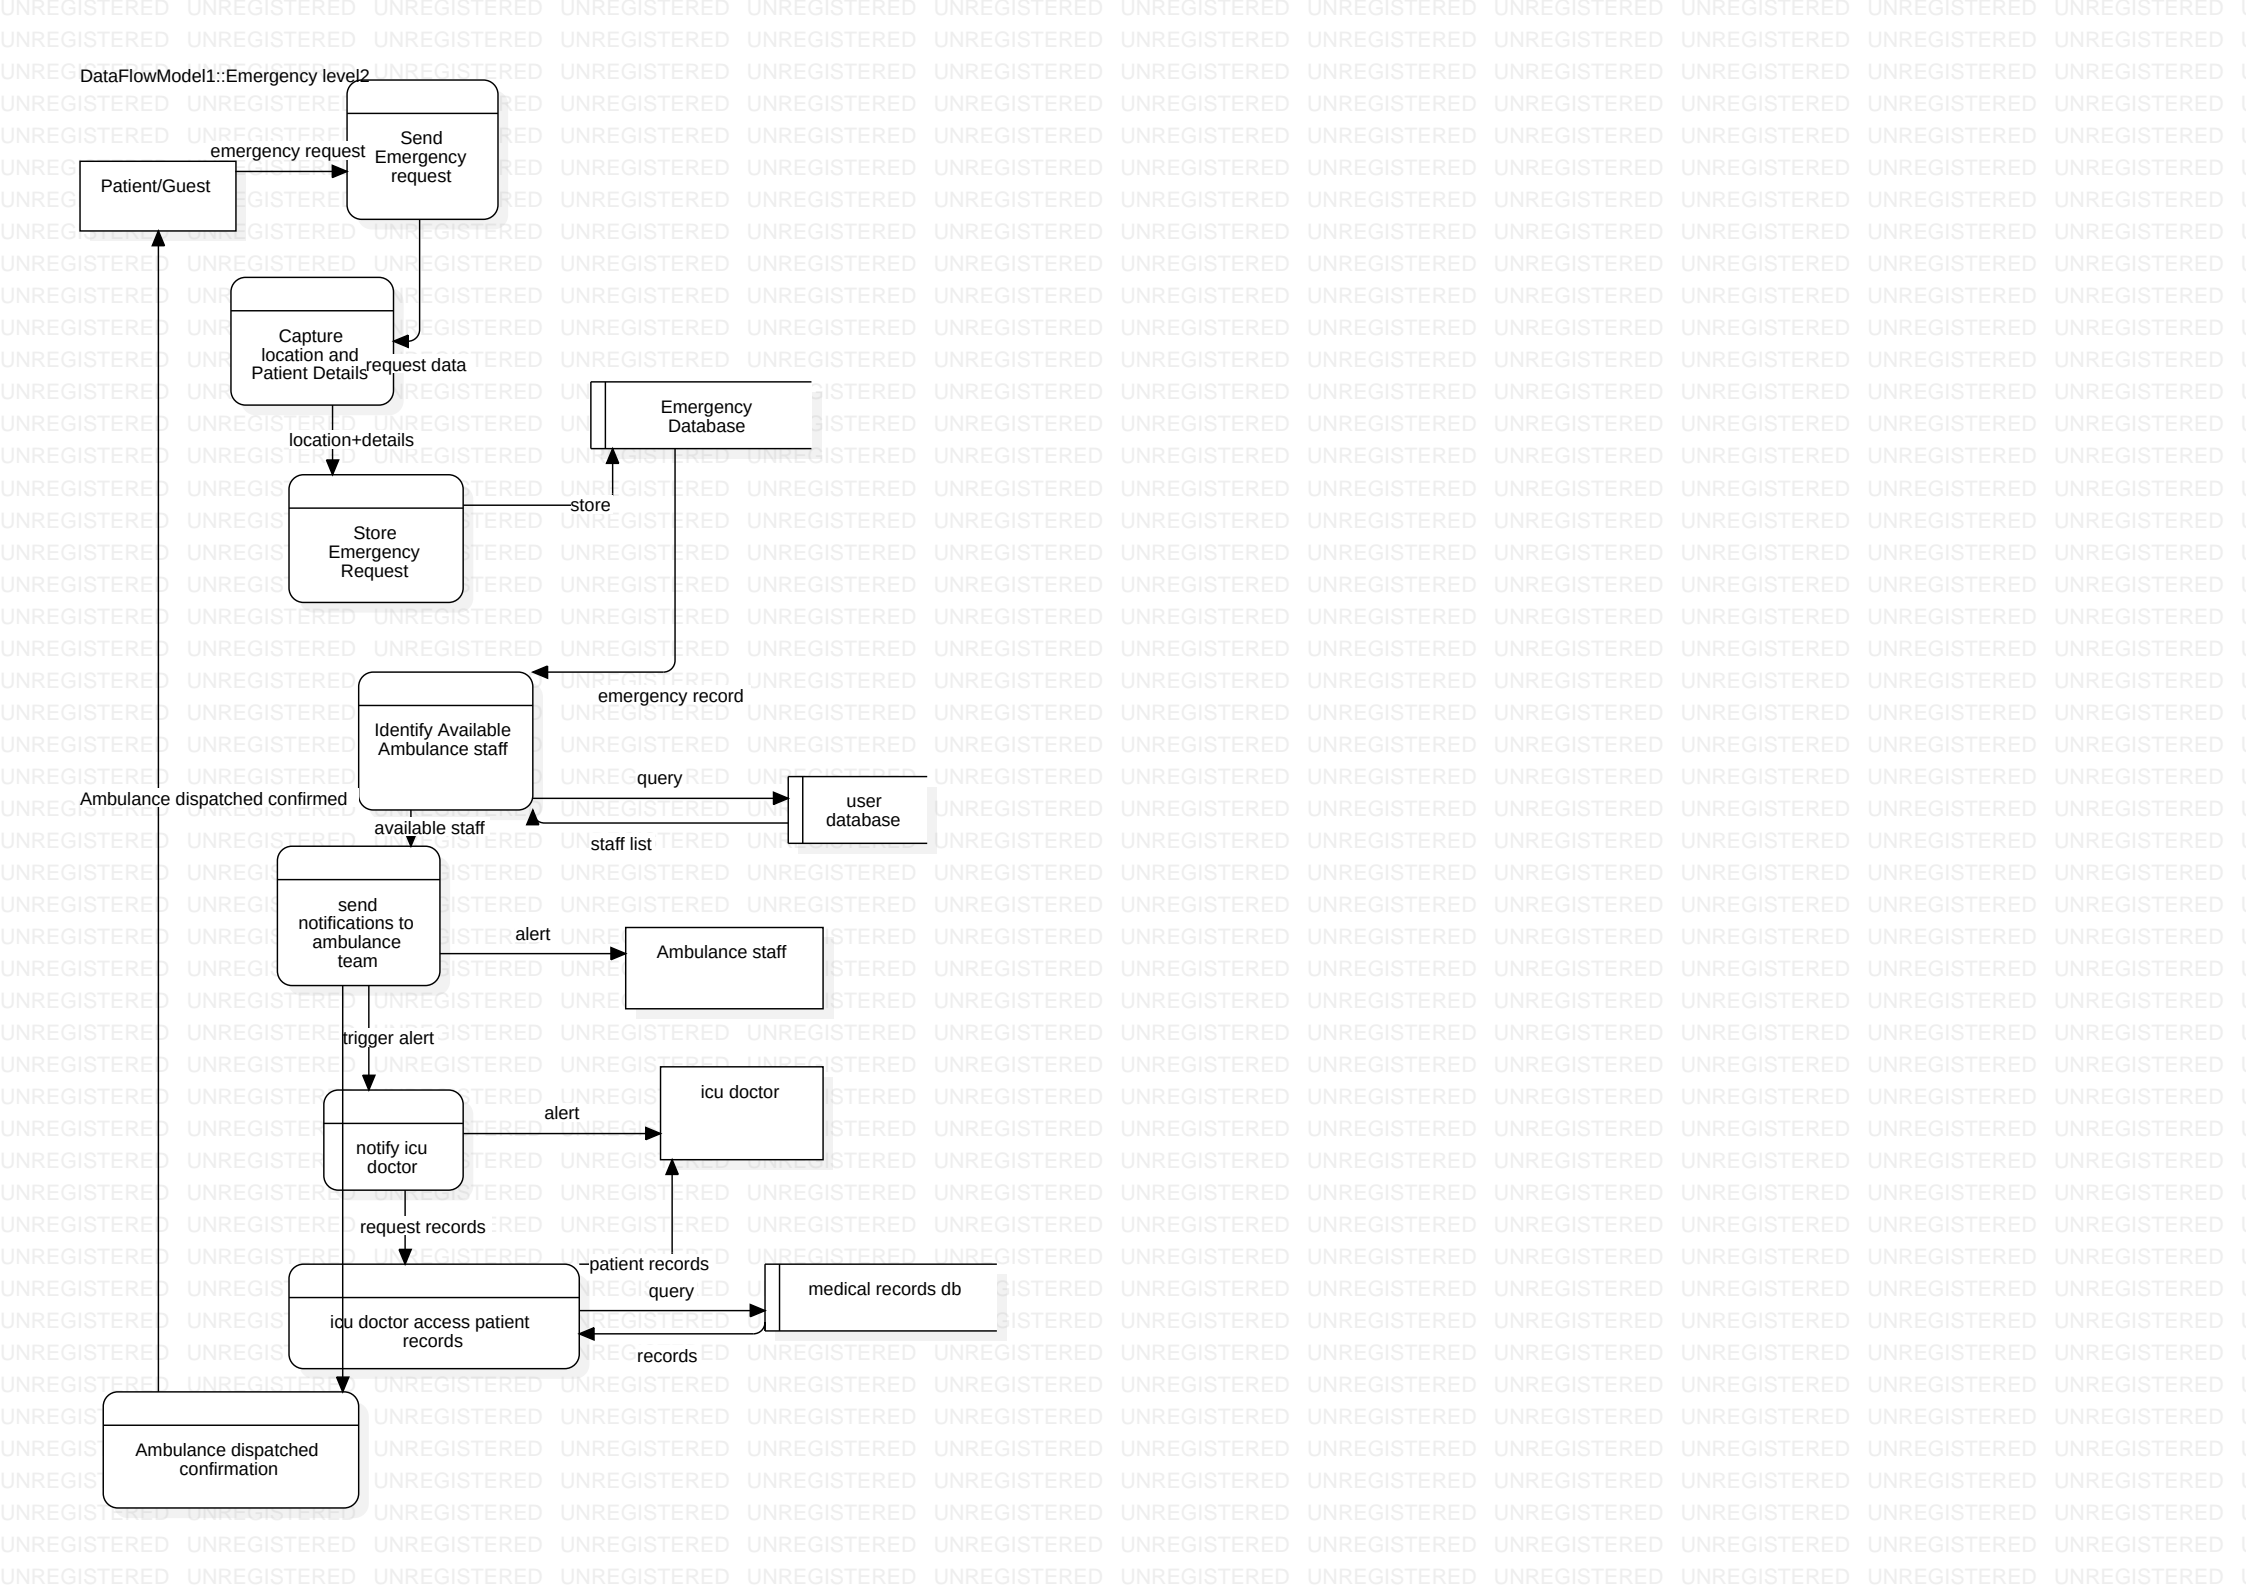 DataFlowModel1::Emergency level2
Send
Emergency
request
emergency request
Patient/Guest
Capture
location and
Patient Details
request data
Emergency
Database
location+details
store
Store
Emergency
Request
emergency record
Identify Available
Ambulance staff
query
Ambulance dispatched confirmed
user
database
available staff
staff list
send
notifications to
ambulance
team
alert
Ambulance staff
trigger alert
icu doctor
alert
notify icu
doctor
request records
patient records
query
medical records db
icu doctor access patient
records
records
Ambulance dispatched
confirmation
UNREGISTERED